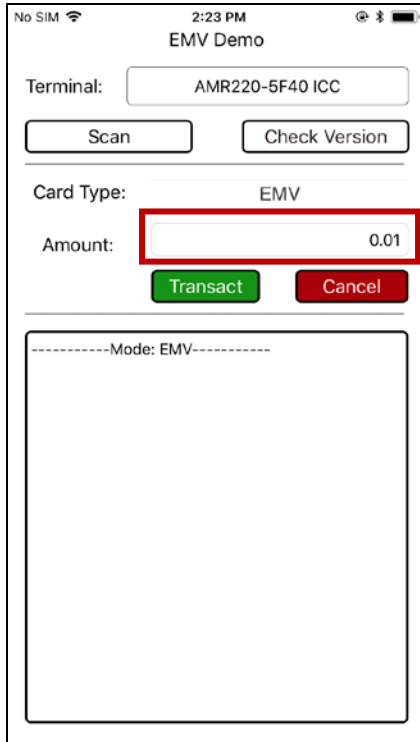 No SIM 2:23 PM
EMV Demo
Terminal: AMR220-5F40 ICC
Scan Check Version
Card Type: EMV
Amount: 0.01
Transact Cancel
-----------Mode: EMV-----------